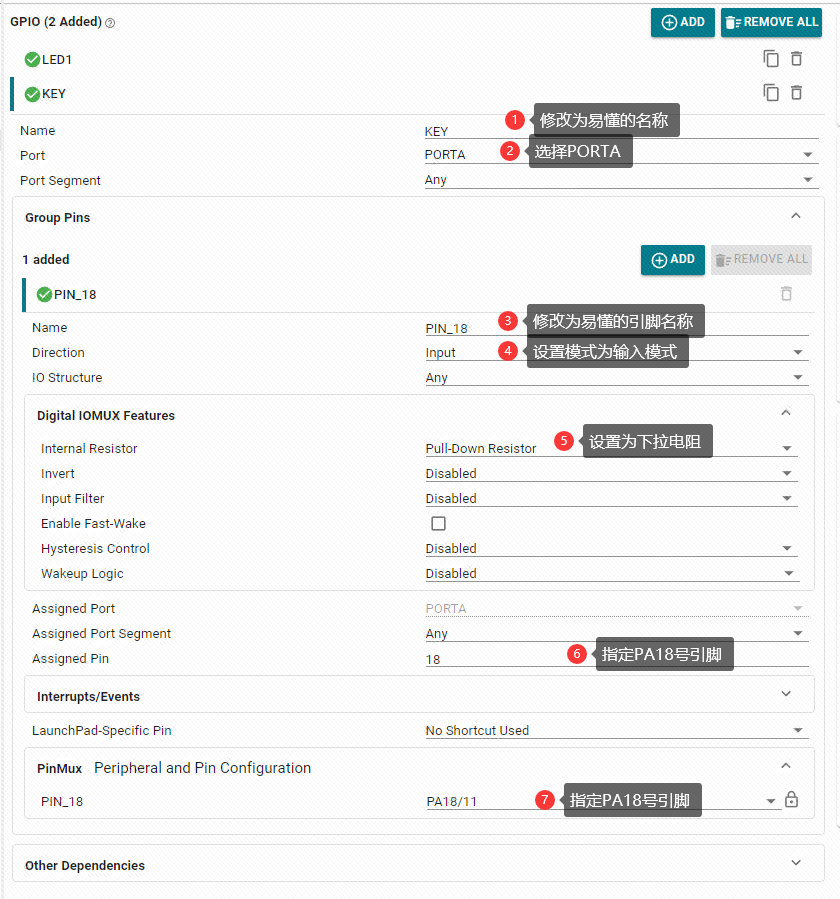 GPIO (2 Added) ?
ADD
REMOVE ALL
LED1
KEY
Name KEY 1 修改为易懂的名称
Port PORTA 2 选择PORTA
Port Segment Any
Group Pins
1 added ADD REMOVE ALL
PIN_18
Name PIN_18 3 修改为易懂的引脚名称
Direction Input 4 设置模式为输入模式
IO Structure Any
Digital IOMUX Features
Internal Resistor Pull-Down Resistor 5 设置为下拉电阻
Invert Disabled
Input Filter Disabled
Enable Fast-Wake
Hysteresis Control Disabled
Wakeup Logic Disabled
Assigned Port PORTA
Assigned Port Segment Any
Assigned Pin 18 6 指定PA18号引脚
Interrupts/Events
LaunchPad-Specific Pin No Shortcut Used
PinMux Peripheral and Pin Configuration
PIN_18 PA18/11 7 指定PA18号引脚
Other Dependencies